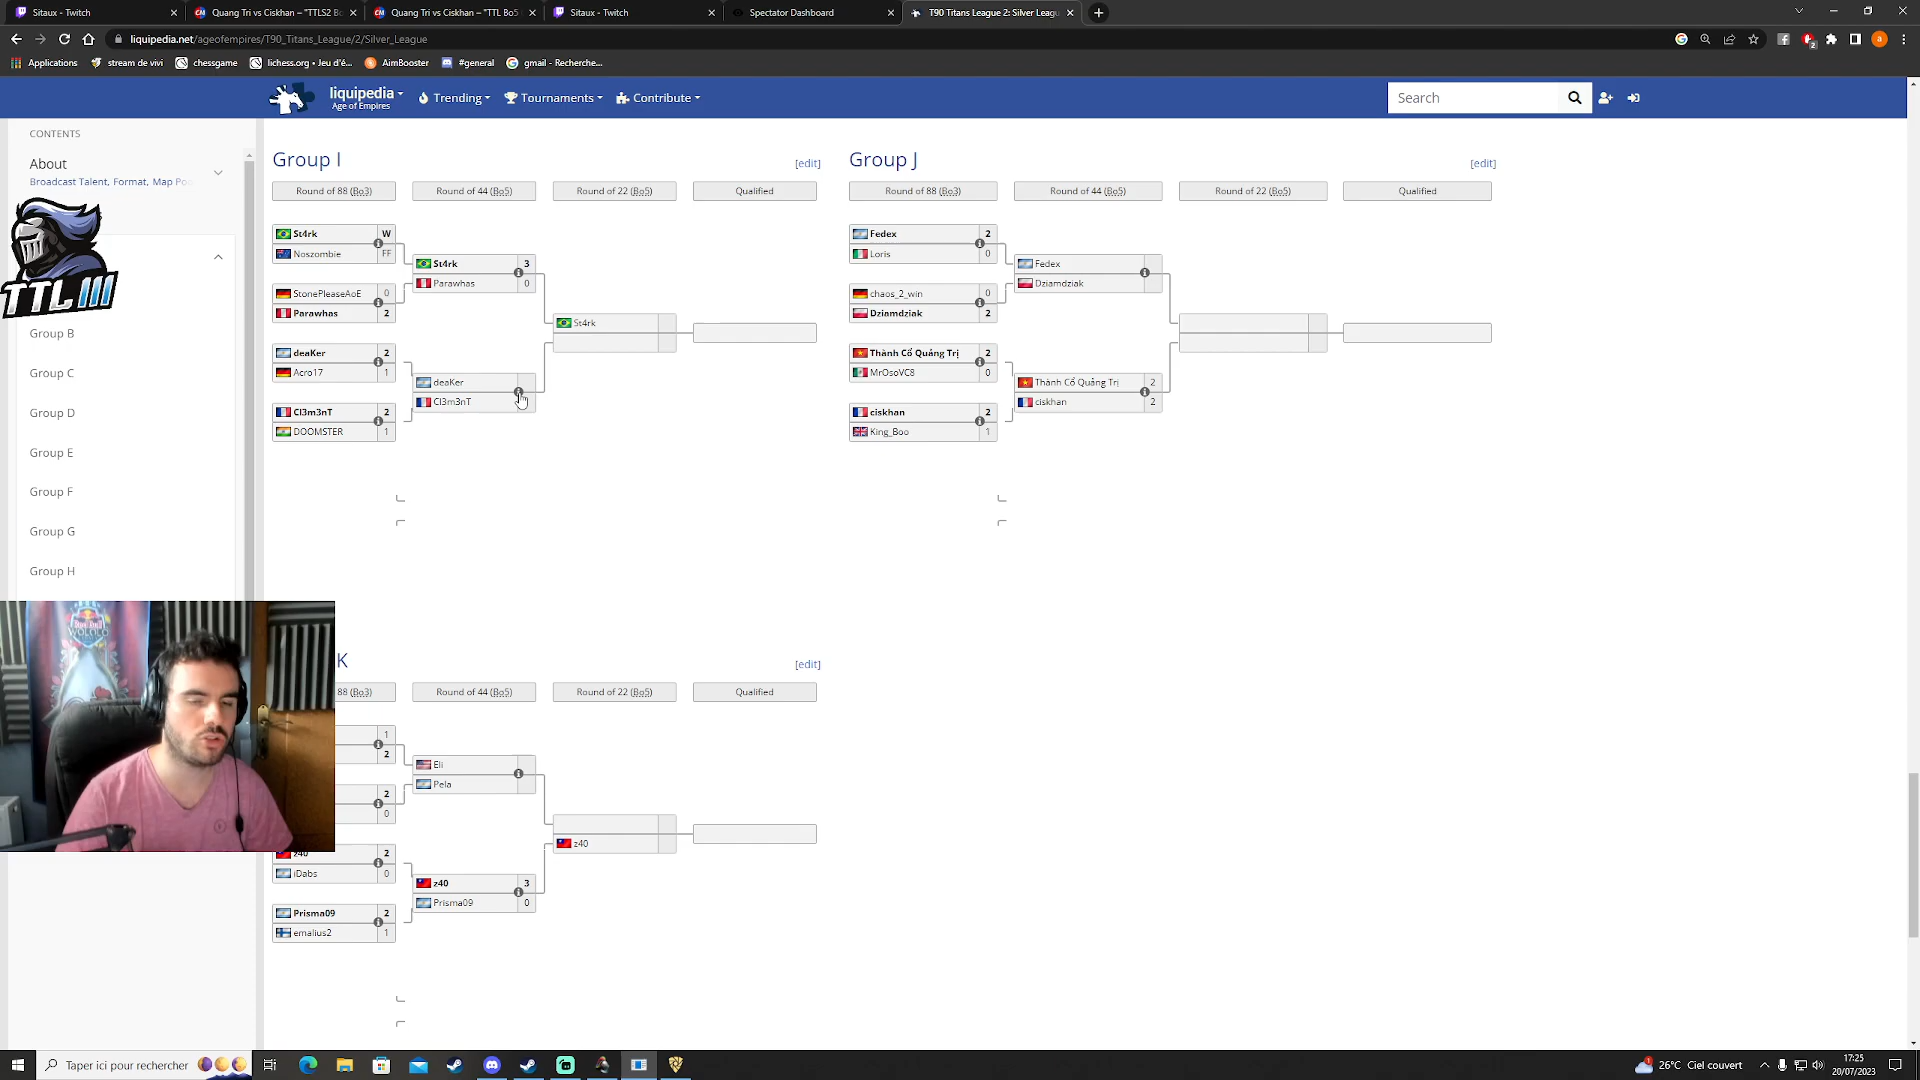 Sitaux - Twitch
Quang Tri vs Ciskhan – "TTLS2 Bo
Quang Tri vs Ciskhan – "TTL Bo5
Sitaux - Twitch
Spectator Dashboard
T90 Titans League 2: Silver Leagu
liquipedia.net/ageofempires/T90_Titans_League/2/Silver_League
Applications
stream de vivi
chessgame
lichess.org • Jeu d'é...
AimBooster
#general
gmail - Recherche...
liquipedia
Age of Empires
Trending
Tournaments
Contribute
Search
CONTENTS
About
Broadcast Talent, Format, Map Po
TTL III
Group B
Group C
Group D
Group E
Group F
Group G
Group H
Group I
[edit]
Round of 88 (Bo3)
Round of 44 (Bo5)
Round of 22 (Bo5)
Qualified
St4rk W
Noszombie FF
StonePleaseAoE 0
Parawhas 2
deaKer 2
Acro17 1
Cl3m3nT 2
DOOMSTER 1
St4rk 3
Parawhas 0
deaKer
Cl3m3nT
St4rk
Group J
[edit]
Round of 88 (Bo3)
Round of 44 (Bo5)
Round of 22 (Bo5)
Qualified
Fedex 2
Loris 0
chaos_2_win 0
Dziamdziak 2
Thành Cổ Quảng Trị 2
MrOsoVC8 0
ciskhan 2
King_Boo 1
Fedex
Dziamdziak
Thành Cổ Quảng Trị 2
ciskhan 2
K
[edit]
88 (Bo3)
Round of 44 (Bo5)
Round of 22 (Bo5)
Qualified
1
2
2
0
z40 2
iDabs 0
Prisma09 2
emalius2 1
Eli
Pela
z40 3
Prisma09 0
z40
Red Bull
WOLOLO
Taper ici pour rechercher
26°C Ciel couvert
17:25
20/07/2023